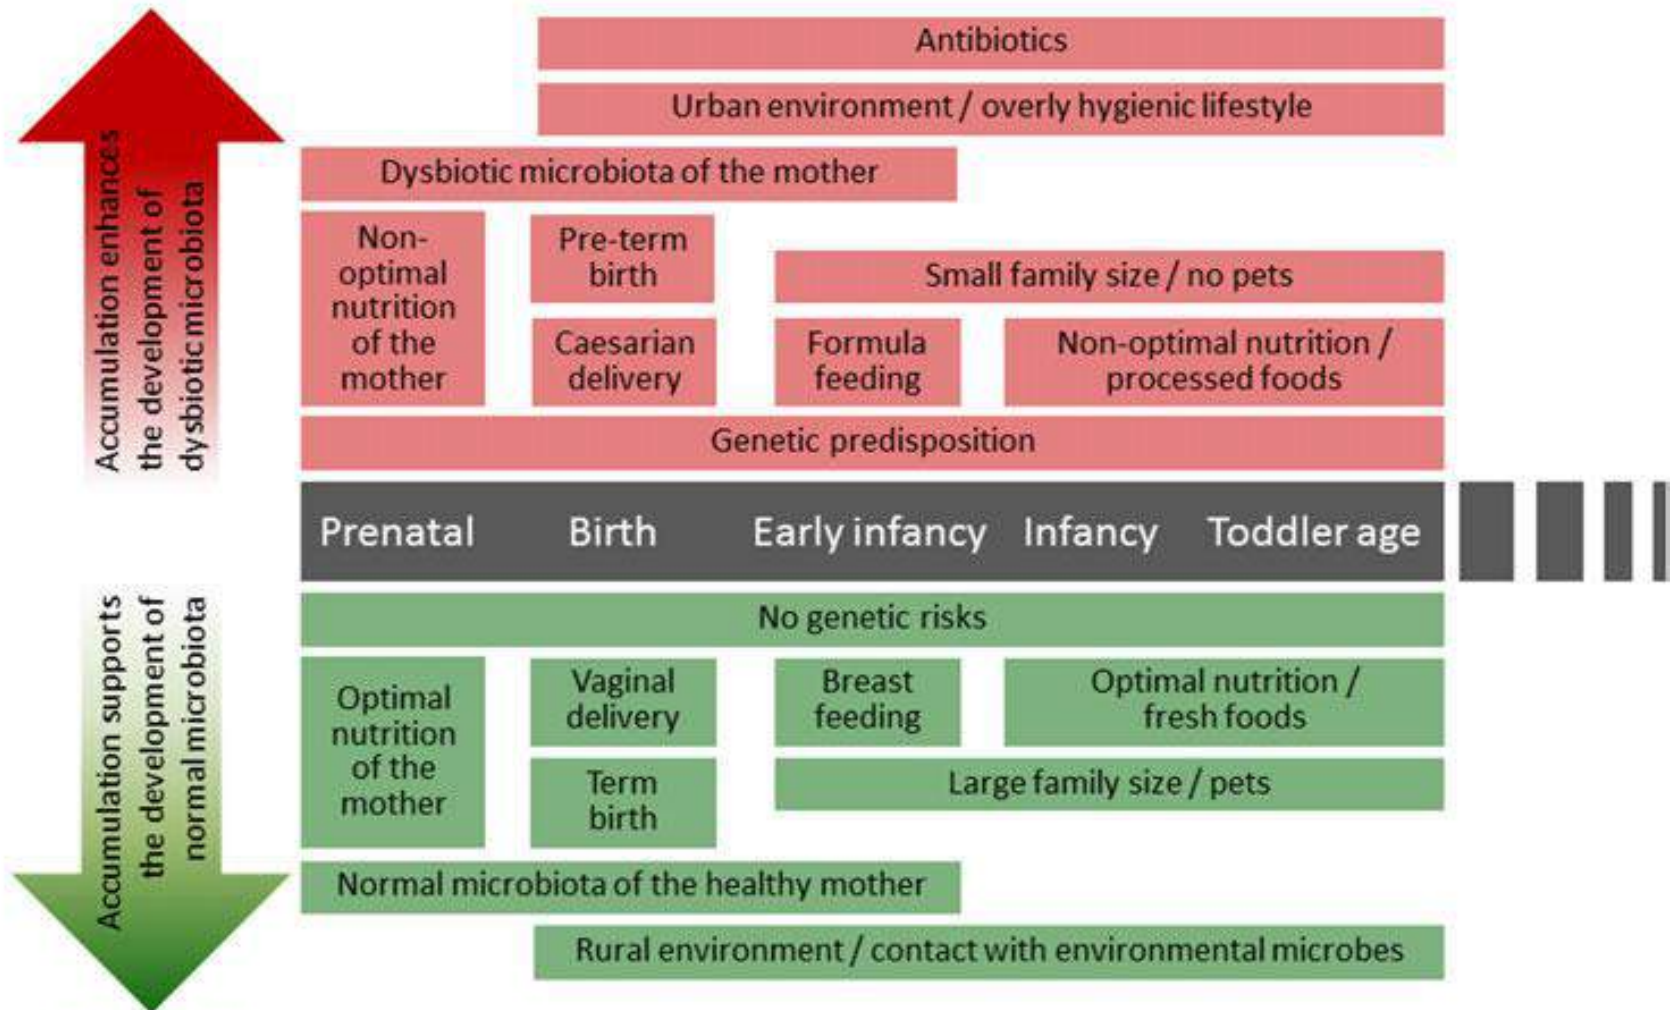 Antibiotics
Urban environment / overly hygienic lifestyle
Dysbiotic microbiota of the mother
Non-
optimal
nutrition
of the
mother
Pre-term
birth
Small family size / no pets
Caesarian
delivery
Formula
feeding
Non-optimal nutrition /
processed foods
Genetic predisposition
Accumulation enhances
the development of
dysbiotic microbiota
Prenatal
Birth
Early infancy
Infancy
Toddler age
Accumulation supports
the development of
normal microbiota
No genetic risks
Optimal
nutrition
of the
mother
Vaginal
delivery
Breast
feeding
Optimal nutrition /
fresh foods
Term
birth
Large family size / pets
Normal microbiota of the healthy mother
Rural environment / contact with environmental microbes